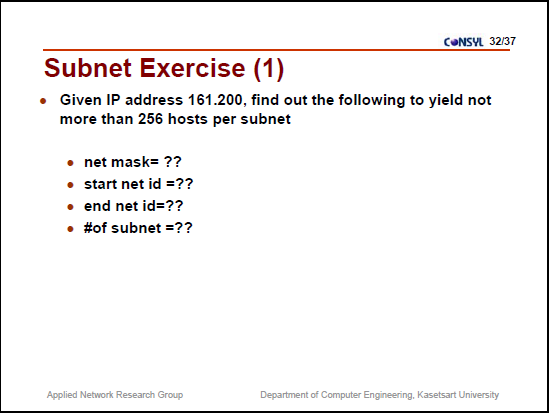 CONSYL 32/37
Subnet Exercise (1)
• Given IP address 161.200, find out the following to yield not
more than 256 hosts per subnet
• net mask= ??
• start net id =??
• end net id=??
• #of subnet =??
Applied Network Research Group Department of Computer Engineering, Kasetsart University